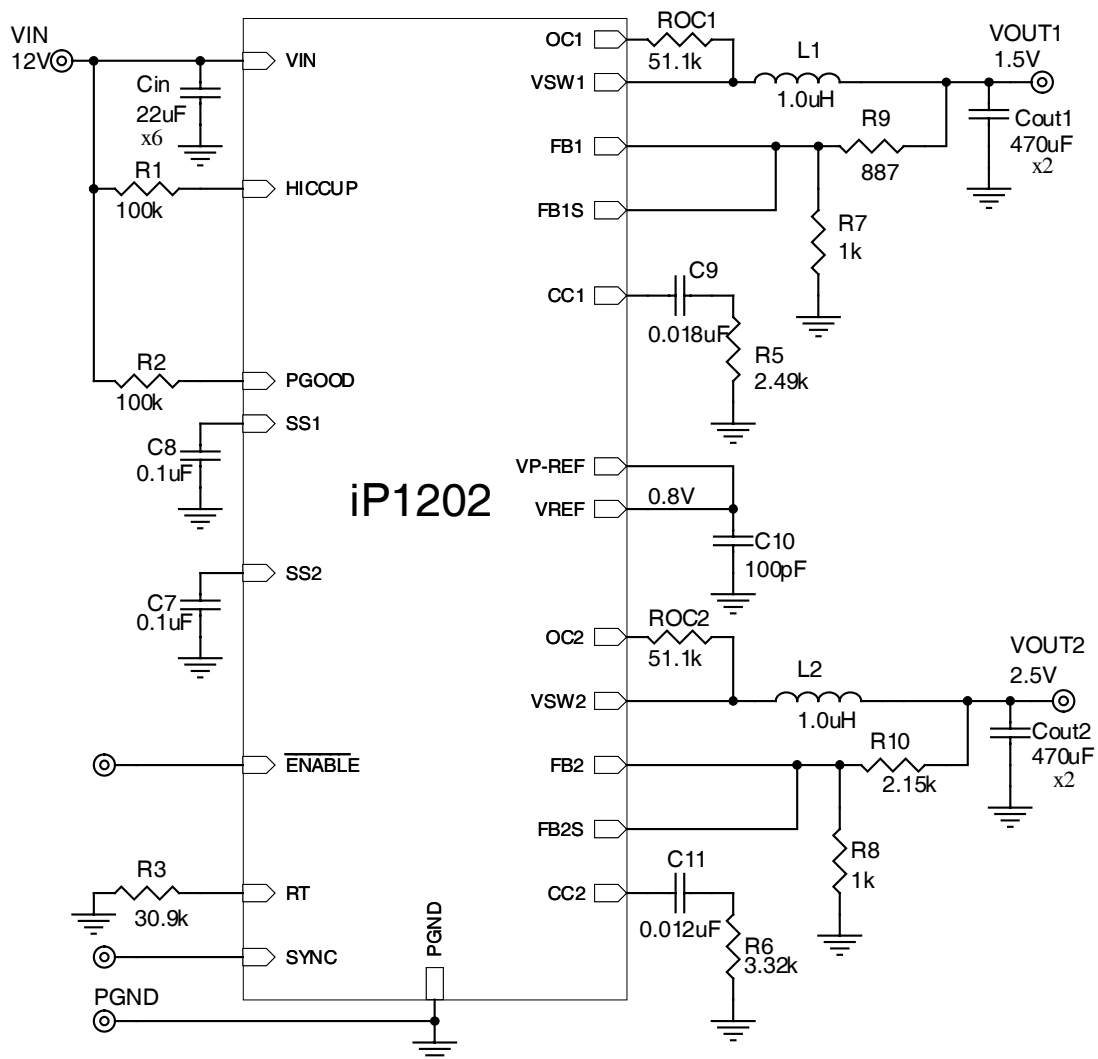 VIN
12V
Cin
22uF
x6
VIN
R1
100k
HICCUP
R2
100k
PGOOD
SS1
C8
0.1uF
SS2
C7
0.1uF
ENABLE
R3
30.9k
RT
SYNC
PGND
PGND
iP1202
OC1
ROC1
51.1k
VSW1
L1
1.0uH
VOUT1
1.5V
Cout1
470uF
x2
FB1
R9
887
FB1S
R7
1k
CC1
C9
0.018uF
R5
2.49k
VP-REF
VREF
0.8V
C10
100pF
OC2
ROC2
51.1k
VSW2
L2
1.0uH
VOUT2
2.5V
Cout2
470uF
x2
FB2
R10
2.15k
FB2S
R8
1k
CC2
C11
0.012uF
R6
3.32k